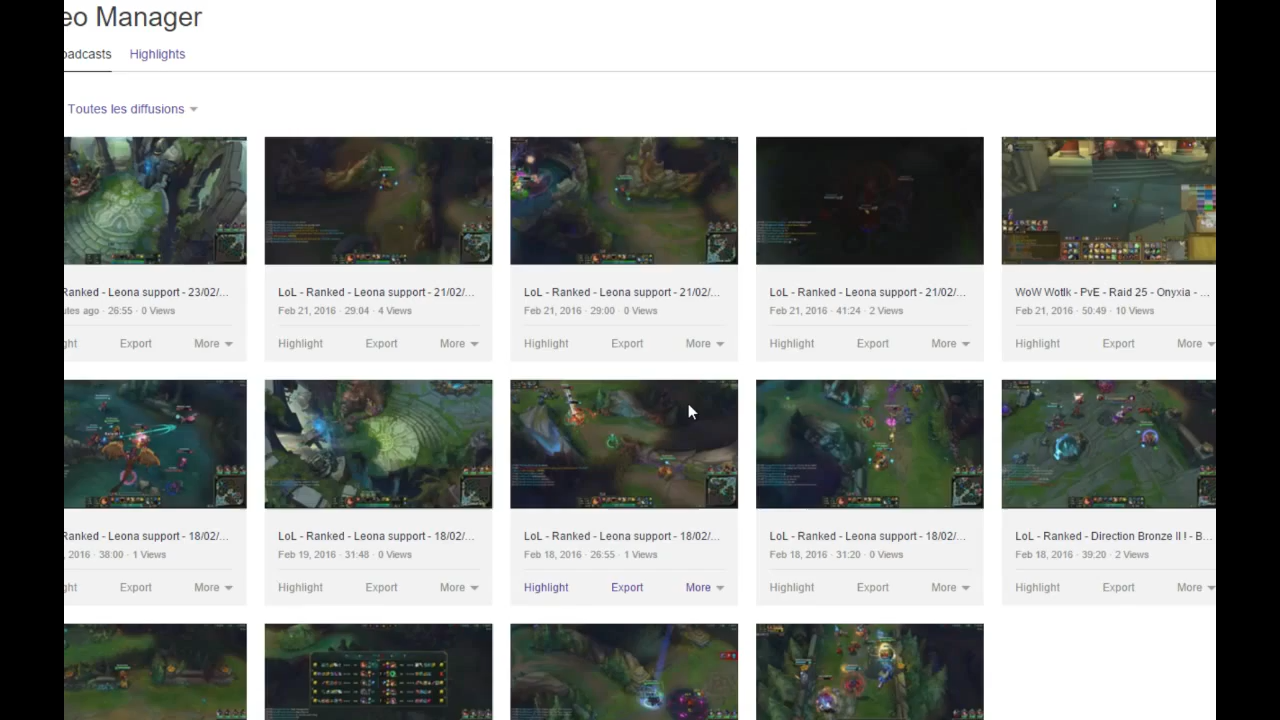 eo Manager
oadcasts Highlights
Toutes les diffusions
Ranked - Leona support - 23/02/...
utes ago · 26:55 · 0 Views
ght Export More
LoL - Ranked - Leona support - 21/02/...
Feb 21, 2016 · 29:04 · 4 Views
Highlight Export More
LoL - Ranked - Leona support - 21/02/...
Feb 21, 2016 · 29:00 · 0 Views
Highlight Export More
LoL - Ranked - Leona support - 21/02/...
Feb 21, 2016 · 41:24 · 2 Views
Highlight Export More
WoW Wotlk - PvE - Raid 25 - Onyxia - ...
Feb 21, 2016 · 50:49 · 10 Views
Highlight Export More
Ranked - Leona support - 18/02/...
, 2016 · 38:00 · 1 Views
ght Export More
LoL - Ranked - Leona support - 18/02/...
Feb 19, 2016 · 31:48 · 0 Views
Highlight Export More
LoL - Ranked - Leona support - 18/02/...
Feb 18, 2016 · 26:55 · 1 Views
Highlight Export More
LoL - Ranked - Leona support - 18/02/...
Feb 18, 2016 · 31:20 · 0 Views
Highlight Export More
LoL - Ranked - Direction Bronze II ! - B...
Feb 18, 2016 · 39:20 · 2 Views
Highlight Export More